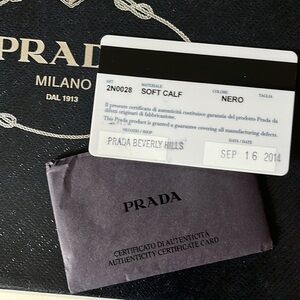 PRAD
MILANO
DAL 1913
ART. MATERIALE COLORE TAGLIA
2N0028 SOFT CALF NERO
Il presente certificato di autenticità costituisce garanzia del prodotto Prada da
difetti originari di fabbricazione.
This Prada product is granted a guarantee covering all manufacturing defects.
NEGOZIO / SHOP DATA / DATE
PRADA BEVERLY HILLS SEP 16 2014
PRADA
CERTIFICATO DI AUTENTICITÀ
AUTHENTICITY CERTIFICATE CARD